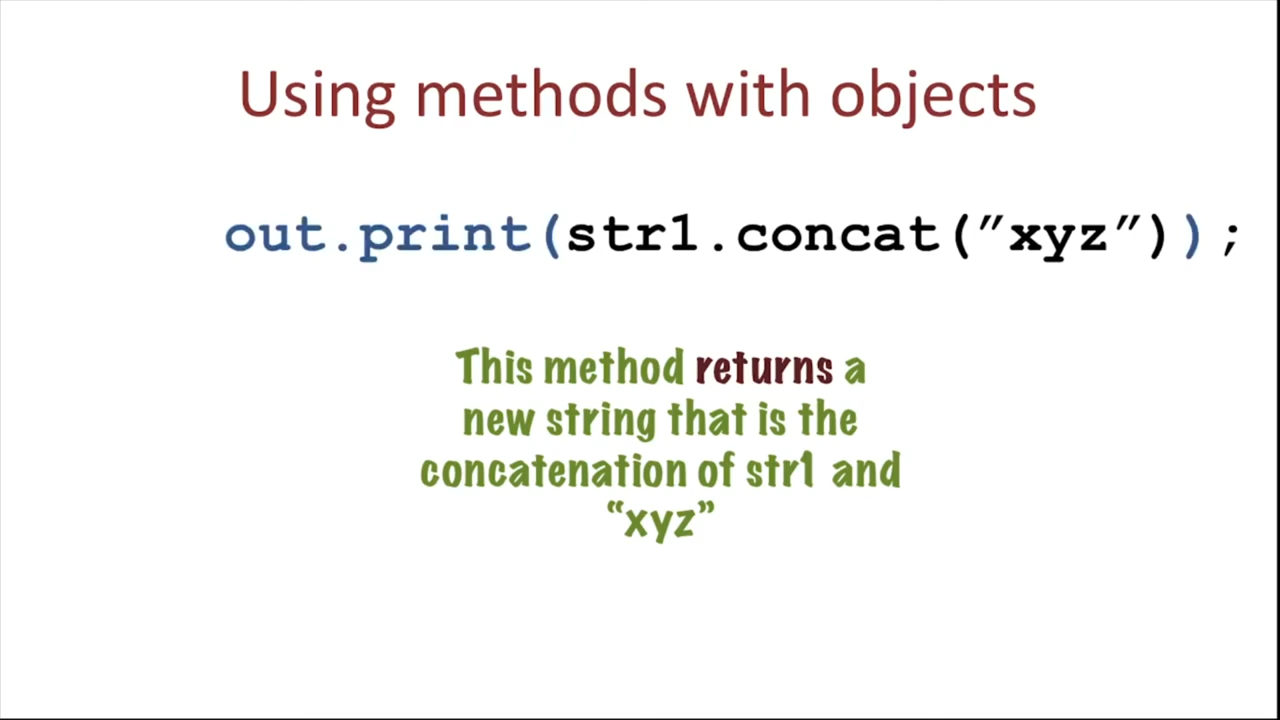 Using methods with objects
out.print(str1.concat(”xyz”));
This method returns a
new string that is the
concatenation of str1 and
“xyz”